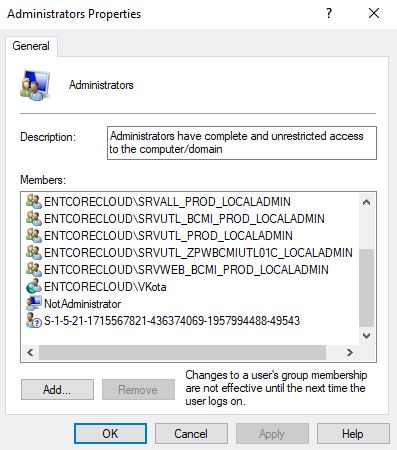 Administrators Properties
General
Administrators
Description:
Administrators have complete and unrestricted access
to the computer/domain
Members:
ENTCORECLOUD\SRVALL_PROD_LOCALADMIN
ENTCORECLOUD\SRVUTL_BCMI_PROD_LOCALADMIN
ENTCORECLOUD\SRVUTL_PROD_LOCALADMIN
ENTCORECLOUD\SRVUTL_ZPWBCMIUTL01C_LOCALADMIN
ENTCORECLOUD\SRVWEB_BCMI_PROD_LOCALADMIN
ENTCORECLOUD\VKota
NotAdministrator
S-1-5-21-1715567821-436374069-1957994488-49543
Add...
Remove
Changes to a user's group membership
are not effective until the next time the
user logs on.
OK
Cancel
Apply
Help